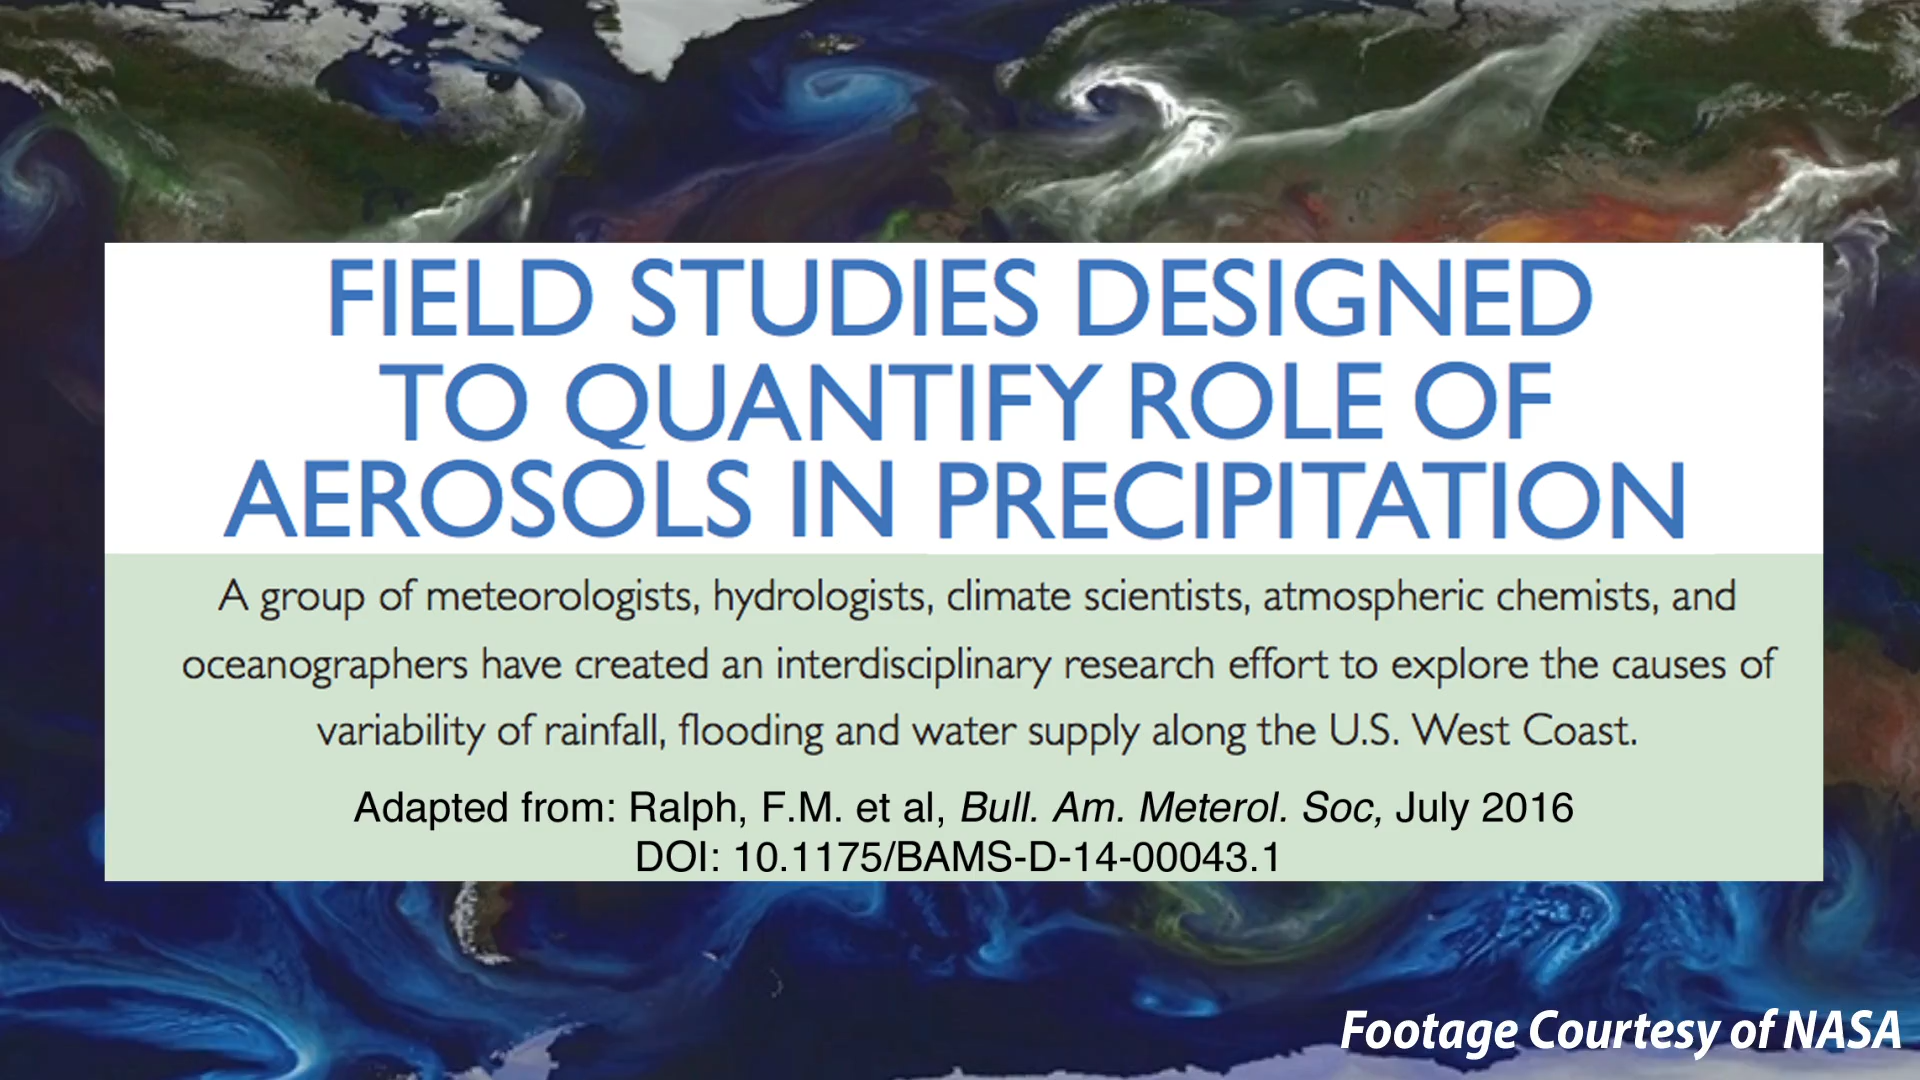 FIELD STUDIES DESIGNED
TO QUANTIFY ROLE OF
AEROSOLS IN PRECIPITATION
A group of meteorologists, hydrologists, climate scientists, atmospheric chemists, and
oceanographers have created an interdisciplinary research effort to explore the causes of
variability of rainfall, flooding and water supply along the U.S. West Coast.
Adapted from: Ralph, F.M. et al, Bull. Am. Meterol. Soc, July 2016
DOI: 10.1175/BAMS-D-14-00043.1
Footage Courtesy of NASA